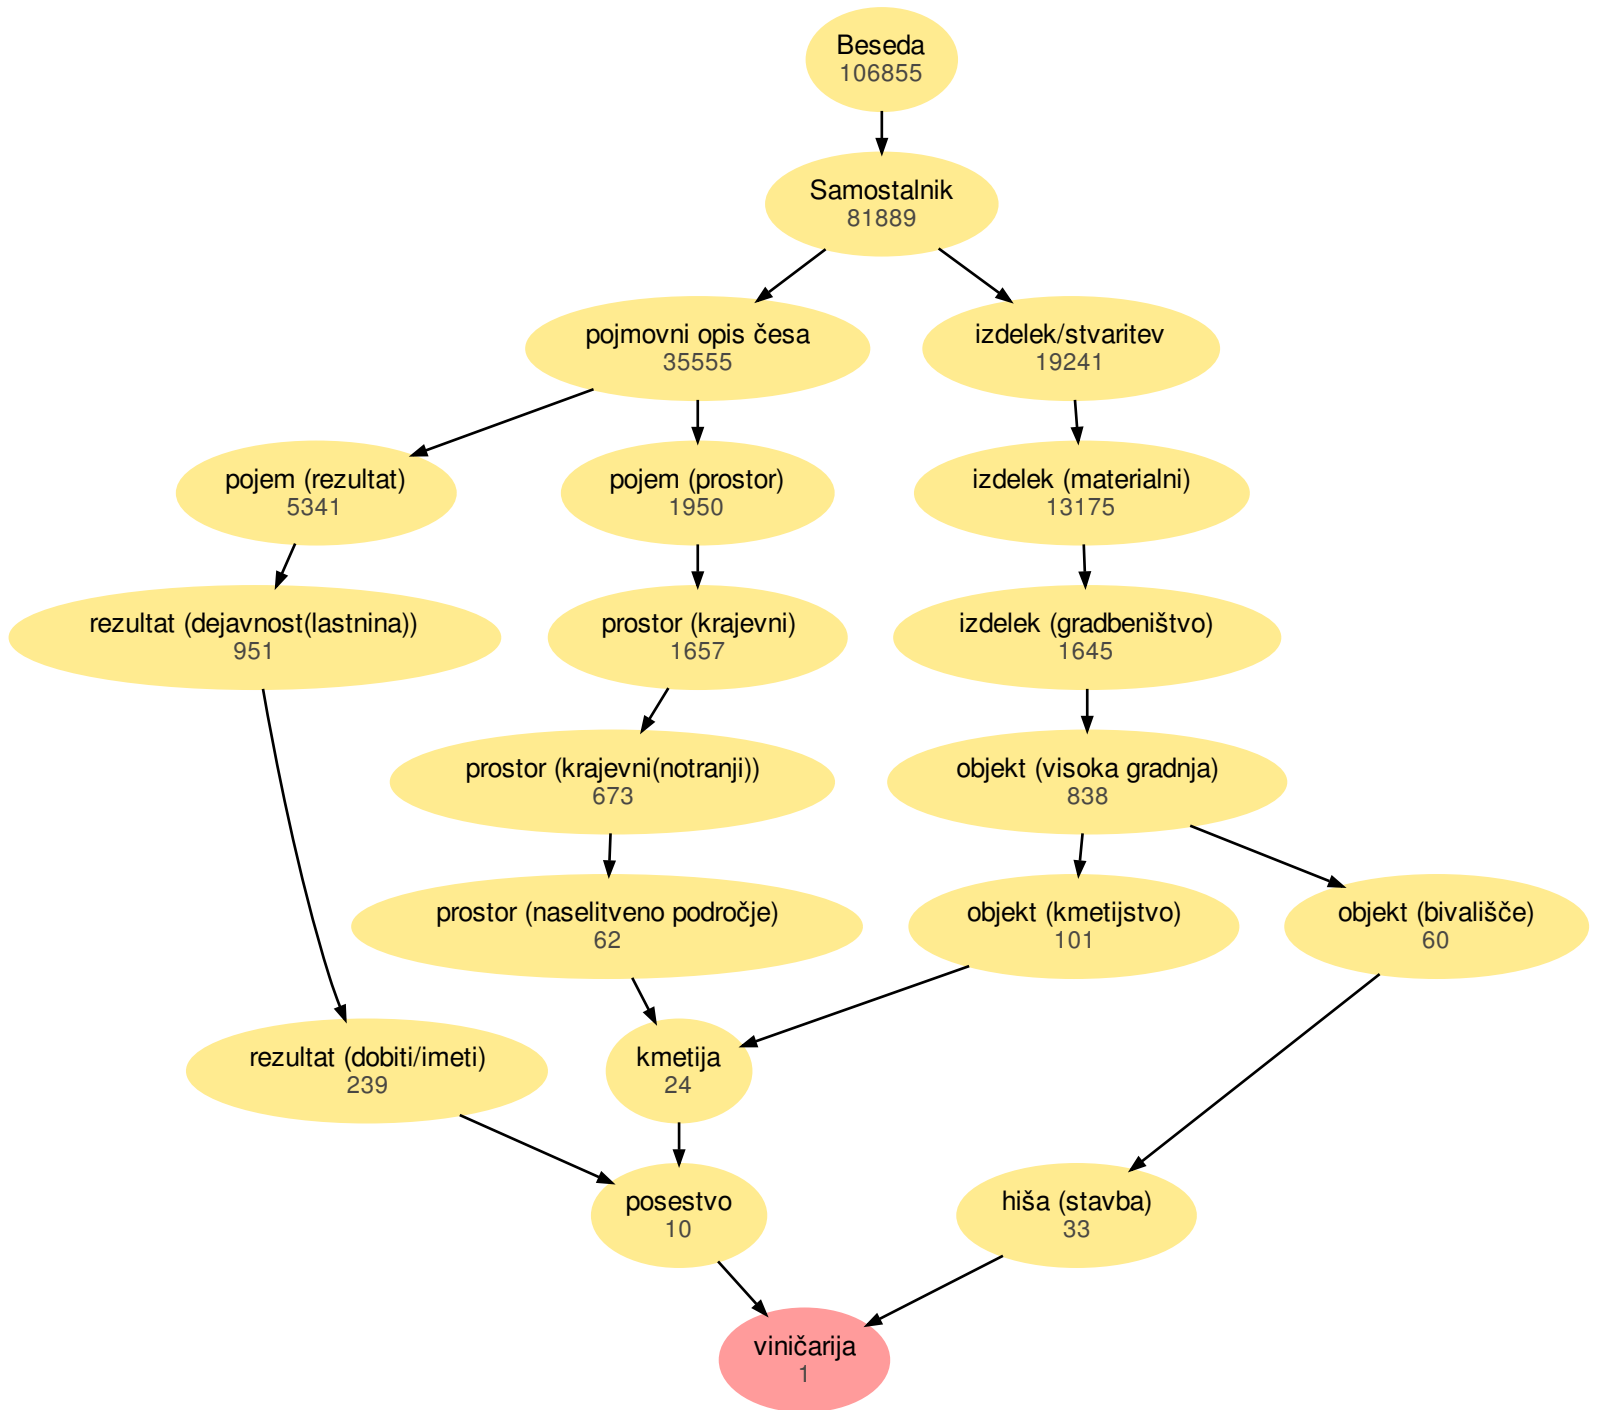 Beseda
106855
Samostalnik
81889
pojmovni opis česa
35555
izdelek/stvaritev
19241
pojem (rezultat)
5341
pojem (prostor)
1950
izdelek (materialni)
13175
rezultat (dejavnost(lastnina))
951
prostor (krajevni)
1657
izdelek (gradbeništvo)
1645
prostor (krajevni(notranji))
673
objekt (visoka gradnja)
838
prostor (naselitveno področje)
62
objekt (kmetijstvo)
101
objekt (bivališče)
60
rezultat (dobiti/imeti)
239
kmetija
24
posestvo
10
hiša (stavba)
33
viničarija
1